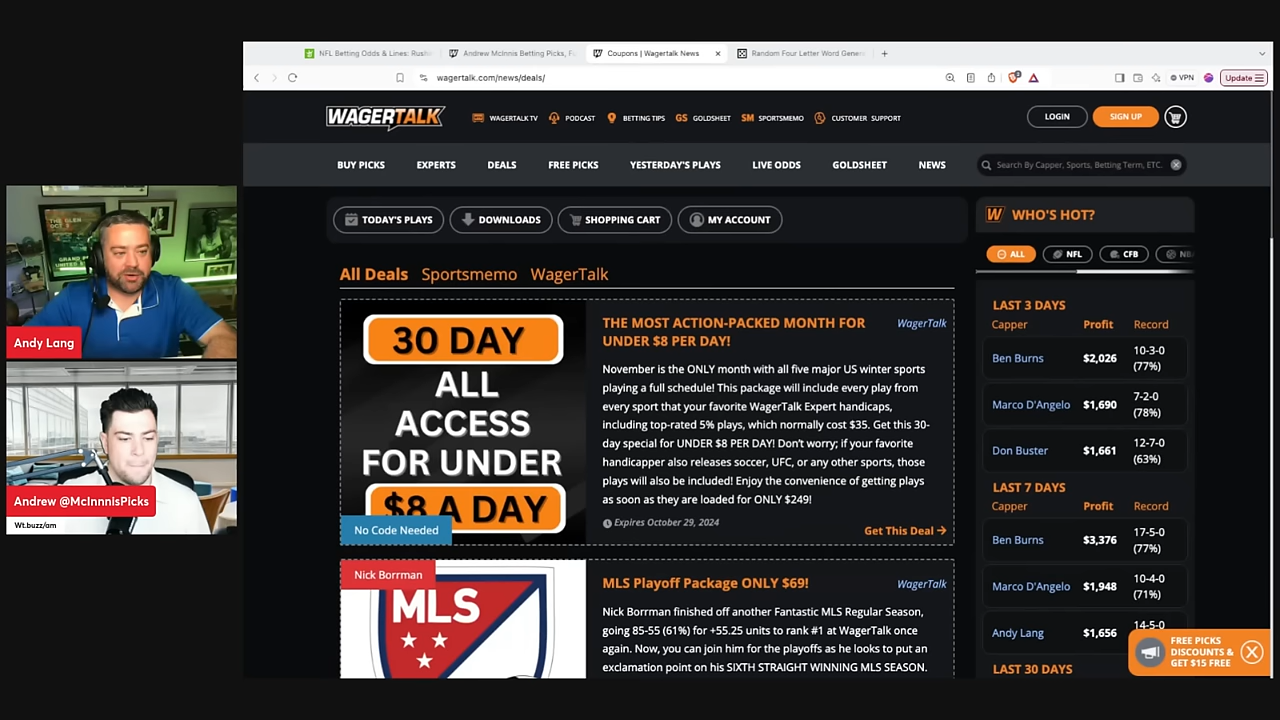 NFL Betting Odds & Lines: Rush
Andrew McInnis Betting Picks, F
Coupons | Wagertalk News
Random Four Letter Word Gener
wagertalk.com/news/deals/
VPN
Update
WAGERTALK
WAGERTALK TV
PODCAST
BETTING TIPS
GS GOLDSHEET
SM SPORTSMEMO
CUSTOMER SUPPORT
LOGIN
SIGN UP
BUY PICKS
EXPERTS
DEALS
FREE PICKS
YESTERDAY'S PLAYS
LIVE ODDS
GOLDSHEET
NEWS
Search By Capper, Sports, Betting Term, ETC.
TODAY'S PLAYS
DOWNLOADS
SHOPPING CART
MY ACCOUNT
All Deals Sportsmemo WagerTalk
30 DAY
ALL
ACCESS
FOR UNDER
$8 A DAY
No Code Needed
THE MOST ACTION-PACKED MONTH FOR
UNDER $8 PER DAY!
WagerTalk
November is the ONLY month with all five major US winter sports
playing a full schedule! This package will include every play from
every sport that your favorite WagerTalk Expert handicaps,
including top-rated 5% plays, which normally cost $35. Get this 30-
day special for UNDER $8 PER DAY! Don't worry; if your favorite
handicapper also releases soccer, UFC, or any other sports, those
plays will also be included! Enjoy the convenience of getting plays
as soon as they are loaded for ONLY $249!
Expires October 29, 2024
Get This Deal
Nick Borrman
MLS
MLS Playoff Package ONLY $69!
WagerTalk
Nick Borrman finished off another Fantastic MLS Regular Season,
going 85-55 (61%) for +55.25 units to rank #1 at WagerTalk once
again. Now, you can join him for the playoffs as he looks to put an
exclamation point on his SIXTH STRAIGHT WINNING MLS SEASON.
W WHO'S HOT?
ALL
NFL
CFB
NB
LAST 3 DAYS
Capper Profit Record
Ben Burns $2,026 10-3-0
(77%)
Marco D'Angelo $1,690 7-2-0
(78%)
Don Buster $1,661 12-7-0
(63%)
LAST 7 DAYS
Capper Profit Record
Ben Burns $3,376 17-5-0
(77%)
Marco D'Angelo $1,948 10-4-0
(71%)
Andy Lang $1,656 14-5-0
LAST 30 DAYS
FREE PICKS
DISCOUNTS &
GET $15 FREE
Andy Lang
Andrew @McInnnisPicks
Wt.buzz/am